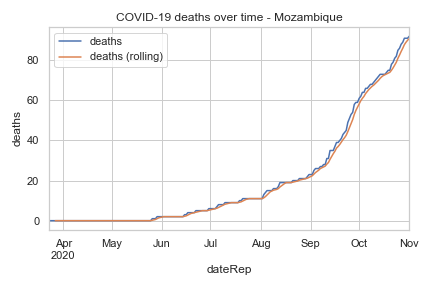 COVID-19 deaths over time - Mozambique
deaths
deaths (rolling)
80
60
40
20
0
deaths
Apr May Jun Jul Aug Sep Oct Nov
2020
dateRep